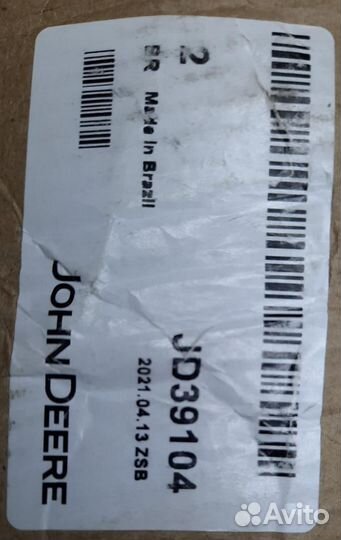 2
BR Made in Brazil
JD39104
2021.04.13 ZSB
JOHN DEERE
Avito